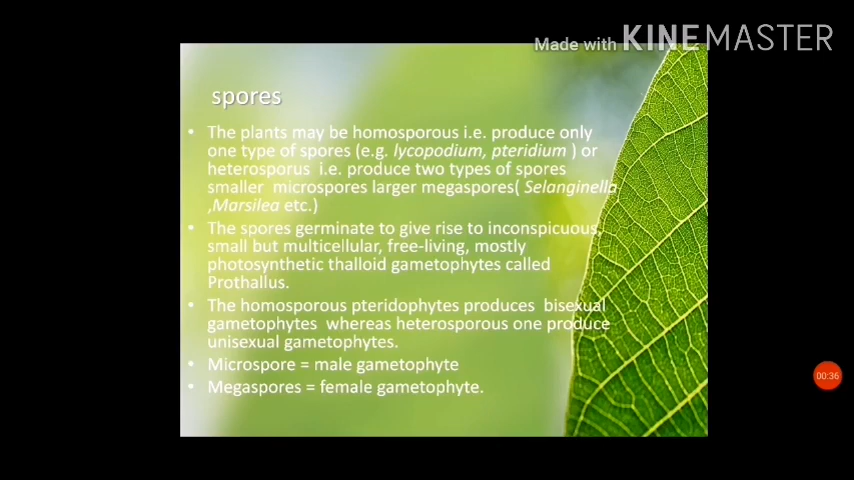 Made with KINEMASTER
spores
• The plants may be homosporous i.e. produce only
one type of spores (e.g. lycopodium, pteridium ) or
heterosporus i.e. produce two types of spores
smaller microspores larger megaspores( Selanginella
,Marsilea etc.)
• The spores germinate to give rise to inconspicuous,
small but multicellular, free-living, mostly
photosynthetic thalloid gametophytes called
Prothallus.
• The homosporous pteridophytes produces bisexual
gametophytes whereas heterosporous one produce
unisexual gametophytes.
• Microspore = male gametophyte
• Megaspores = female gametophyte.
00:36